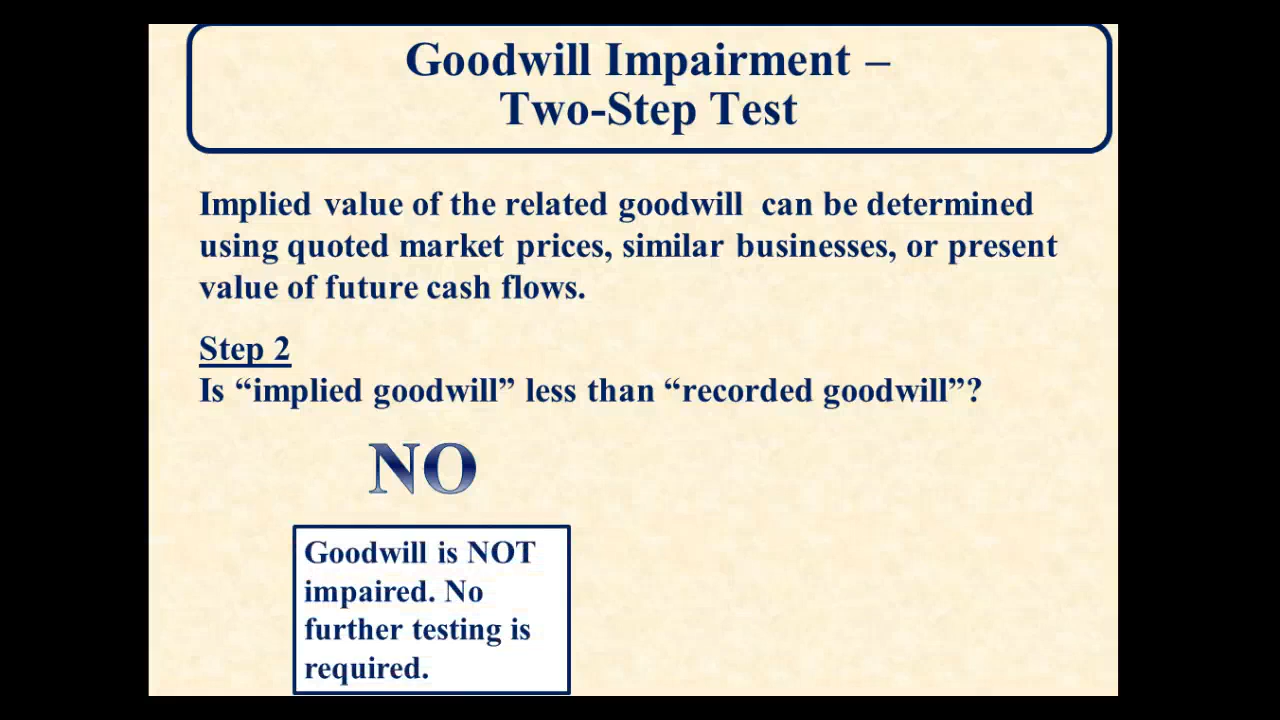 Goodwill Impairment –
Two-Step Test
Implied value of the related goodwill can be determined
using quoted market prices, similar businesses, or present
value of future cash flows.
Step 2
Is “implied goodwill” less than “recorded goodwill”?
NO
Goodwill is NOT
impaired. No
further testing is
required.